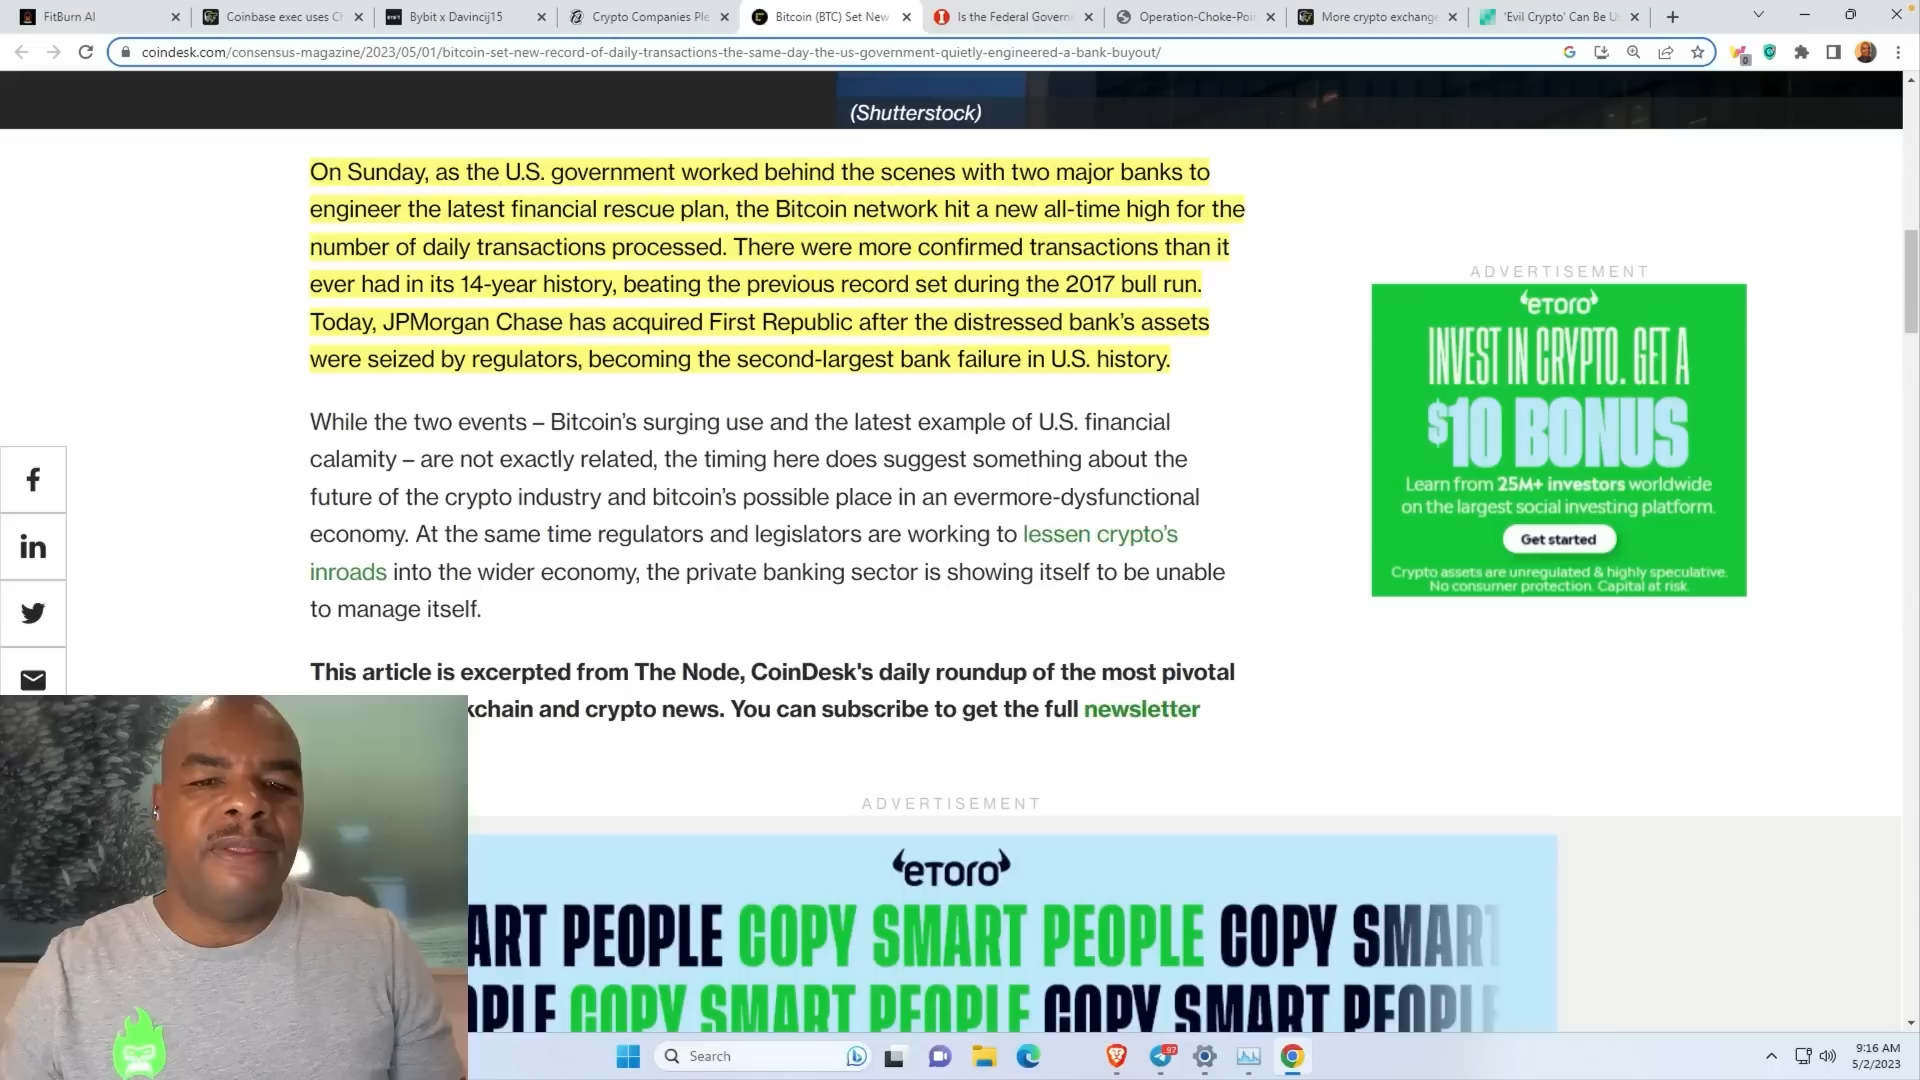 FitBurn AI
Coinbase exec uses C
Bybit x Davincij15
Crypto Companies Ple
Bitcoin (BTC) Set New
Is the Federal Govern
Operation-Choke-Poi
More crypto exchange
'Evil Crypto' Can Be U
coindesk.com/consensus-magazine/2023/05/01/bitcoin-set-new-record-of-daily-transactions-the-same-day-the-us-government-quietly-engineered-a-bank-buyout/
(Shutterstock)
On Sunday, as the U.S. government worked behind the scenes with two major banks to
engineer the latest financial rescue plan, the Bitcoin network hit a new all-time high for the
number of daily transactions processed. There were more confirmed transactions than it
ever had in its 14-year history, beating the previous record set during the 2017 bull run.
Today, JPMorgan Chase has acquired First Republic after the distressed bank's assets
were seized by regulators, becoming the second-largest bank failure in U.S. history.
While the two events – Bitcoin's surging use and the latest example of U.S. financial
calamity – are not exactly related, the timing here does suggest something about the
future of the crypto industry and bitcoin's possible place in an evermore-dysfunctional
economy. At the same time regulators and legislators are working to lessen crypto's
inroads into the wider economy, the private banking sector is showing itself to be unable
to manage itself.
This article is excerpted from The Node, CoinDesk's daily roundup of the most pivotal
kchain and crypto news. You can subscribe to get the full newsletter
ADVERTISEMENT
eToro
INVEST IN CRYPTO. GET A
$10 BONUS
Learn from 25M+ investors worldwide
on the largest social investing platform.
Get started
Crypto assets are unregulated & highly speculative.
No consumer protection. Capital at risk.
ADVERTISEMENT
eToro
ART PEOPLE COPY SMART PEOPLE COPY SMART
OPLE COPY SMART PEOPLE COPY SMART PEOPLE
Search
97
9:16 AM
5/2/2023